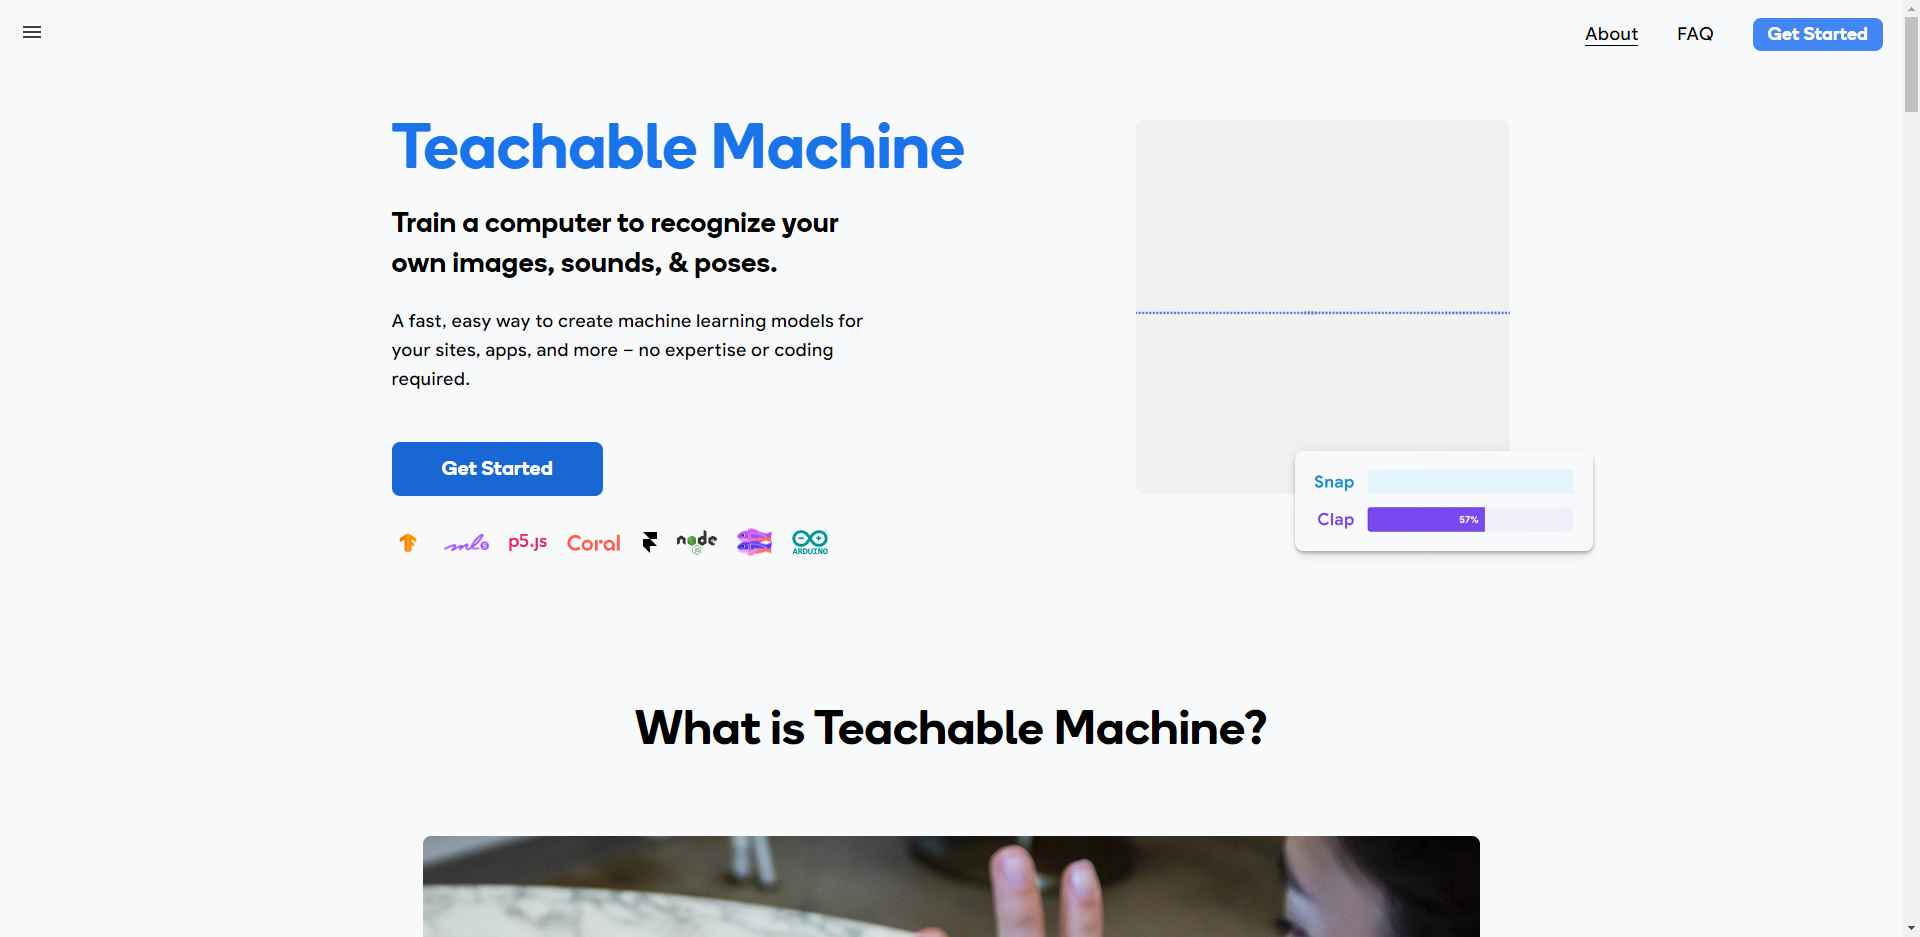 About
FAQ
Get Started
Teachable Machine
Train a computer to recognize your
own images, sounds, & poses.
A fast, easy way to create machine learning models for
your sites, apps, and more – no expertise or coding
required.
Get Started
Snap
Clap
57%
ml5
p5.js
Coral
node
JS
ARDUINO
What is Teachable Machine?